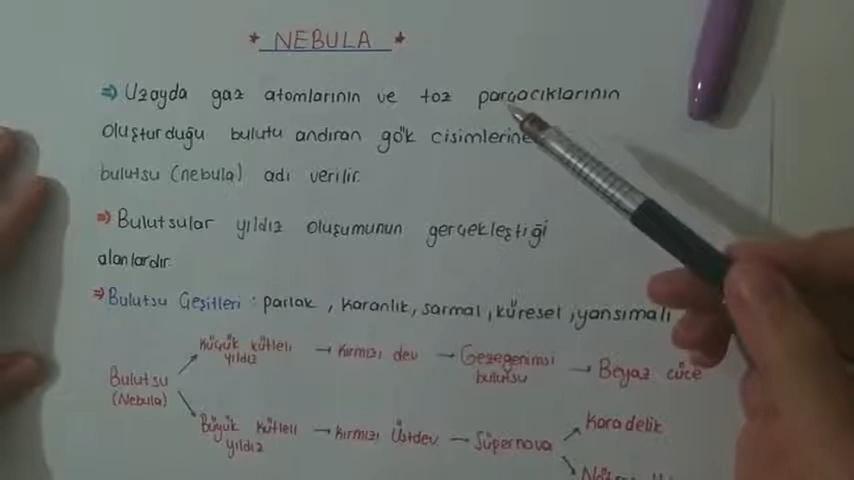 * NEBULA *
⇒ Uzayda gaz atomlarının ve toz parçacıklarının
oluşturduğu bulutu andıran gök cisimlerine
bulutsu (nebula) adı verilir.
⇒ Bulutsular yıldız oluşumunun gerçekleştiği
alanlardır.
⇒ Bulutsu Çeşitleri : parlak, karanlık, sarmal, küresel, yansımalı
Bulutsu
(Nebula)
Küçük kütleli
yıldız
→ Kırmızı dev → Gezegenimsi
bulutsu
→ Beyaz cüce
Büyük kütleli
yıldız
→ Kırmızı Üstdev → Süpernova
Karadelik